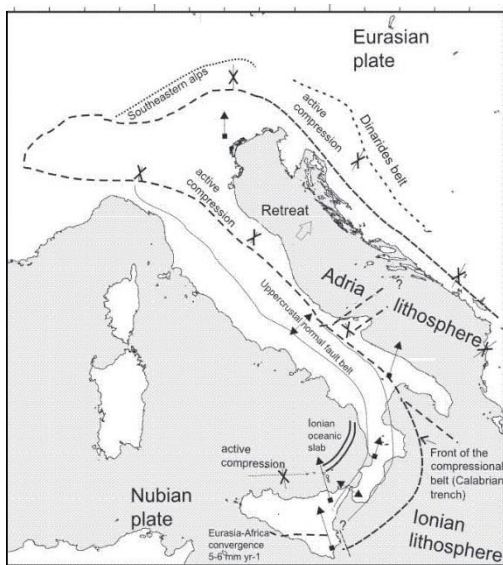 Eurasian
plate
Southeastern alps
active
compression
Dinarides belt
active
compression
Retreat
Adria
lithosphere
Uppercrustal normal fault belt
Ionian
oceanic
slab
active
compression
Front of the
compressional
belt (Calabrian
trench)
Nubian
plate
Ionian
lithosphere
Eurasia-Africa
convergence
5-6 mm yr-1
?
?
?